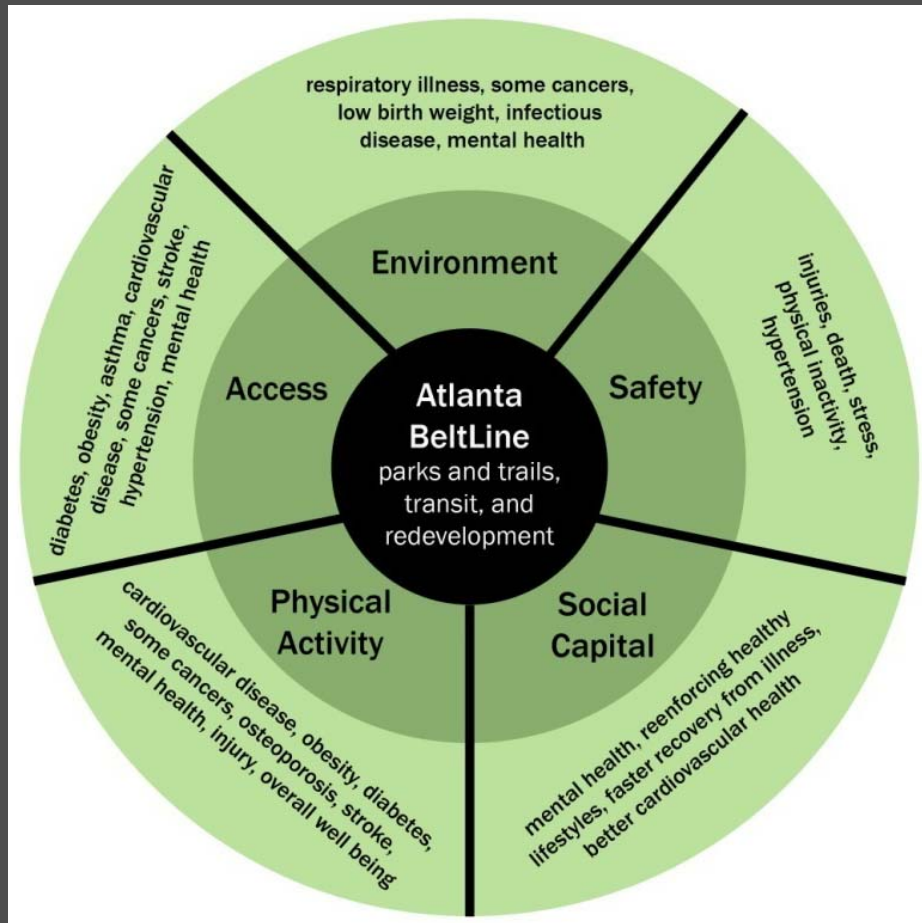 respiratory illness, some cancers,
low birth weight, infectious
disease, mental health
Environment
injuries, death, stress,
physical inactivity,
hypertension
Safety
mental health, reenforcing healthy
lifestyles, faster recovery from illness,
better cardiovascular health
Social
Capital
cardiovascular disease, obesity, diabetes,
some cancers, osteoporosis, stroke,
mental health, injury, overall well being
Physical
Activity
diabetes, obesity, asthma, cardiovascular
disease, some cancers, stroke,
hypertension, mental health
Access
Atlanta
BeltLine
parks and trails,
transit, and
redevelopment